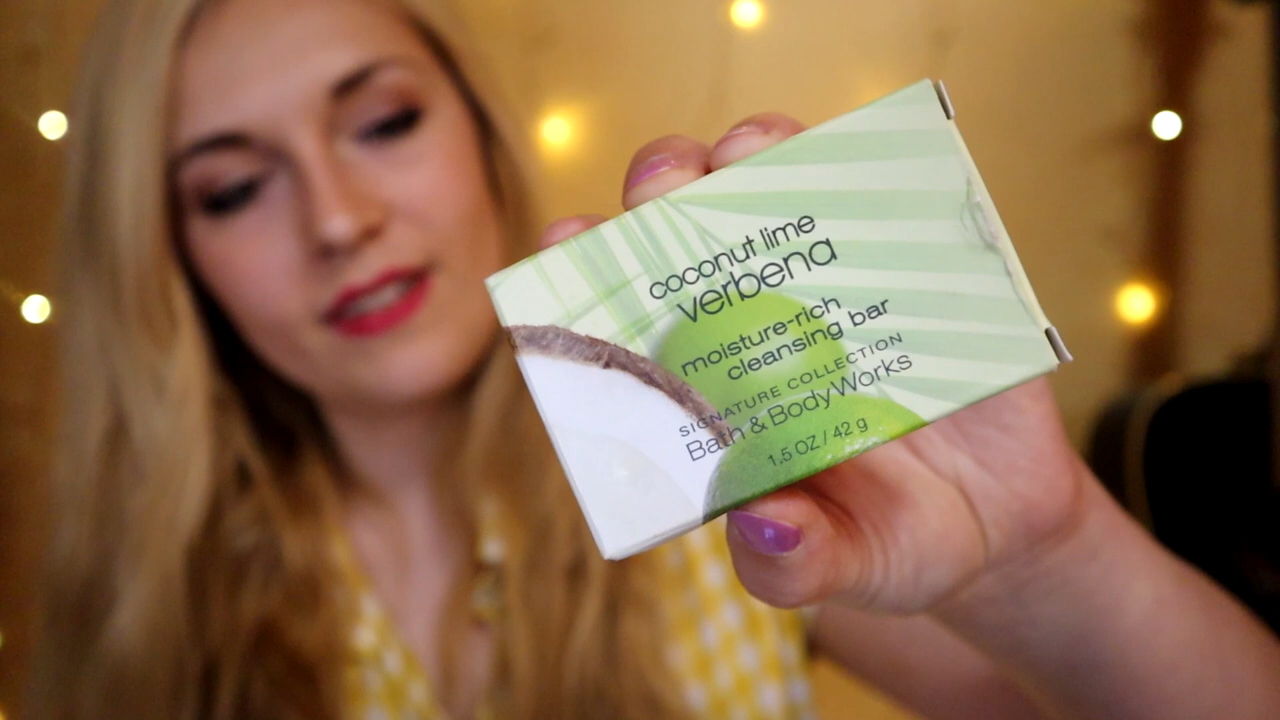 coconut lime
verbena
moisture-rich
cleansing bar
SIGNATURE COLLECTION
Bath & BodyWorks
1.5 OZ / 42 g